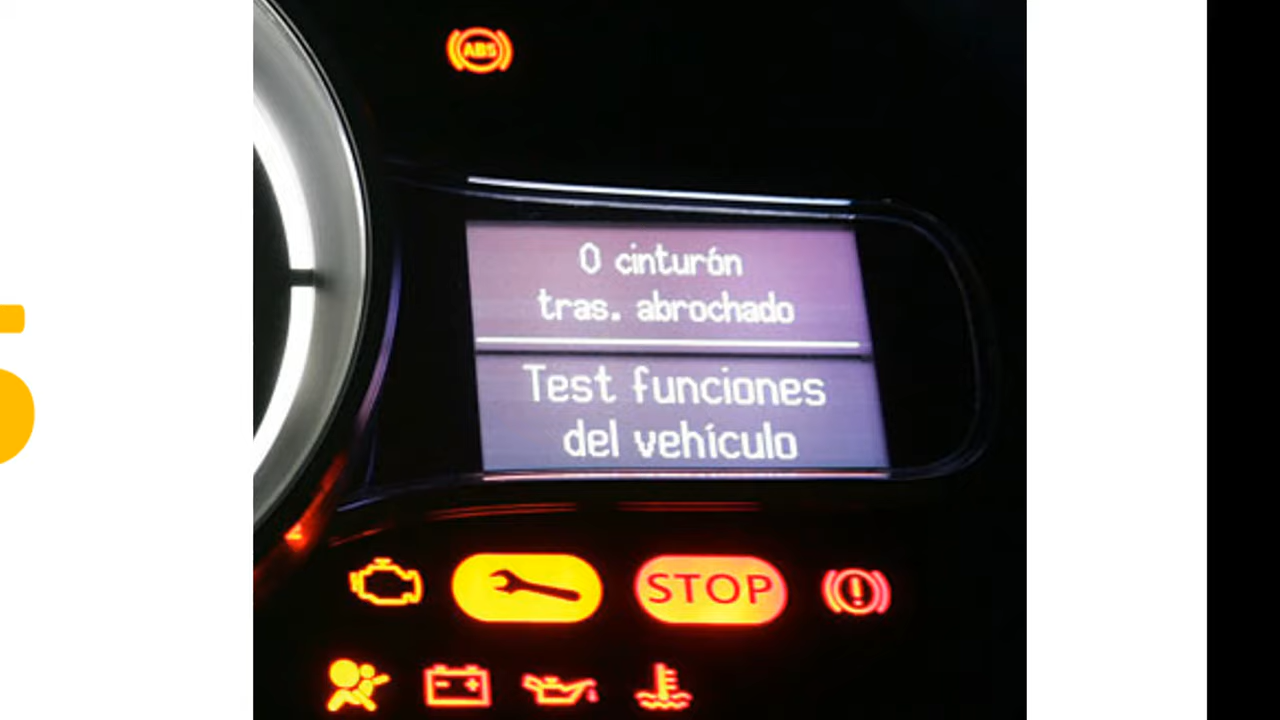 ABS
0 cinturón
tras. abrochado
Test funciones
del vehículo
STOP